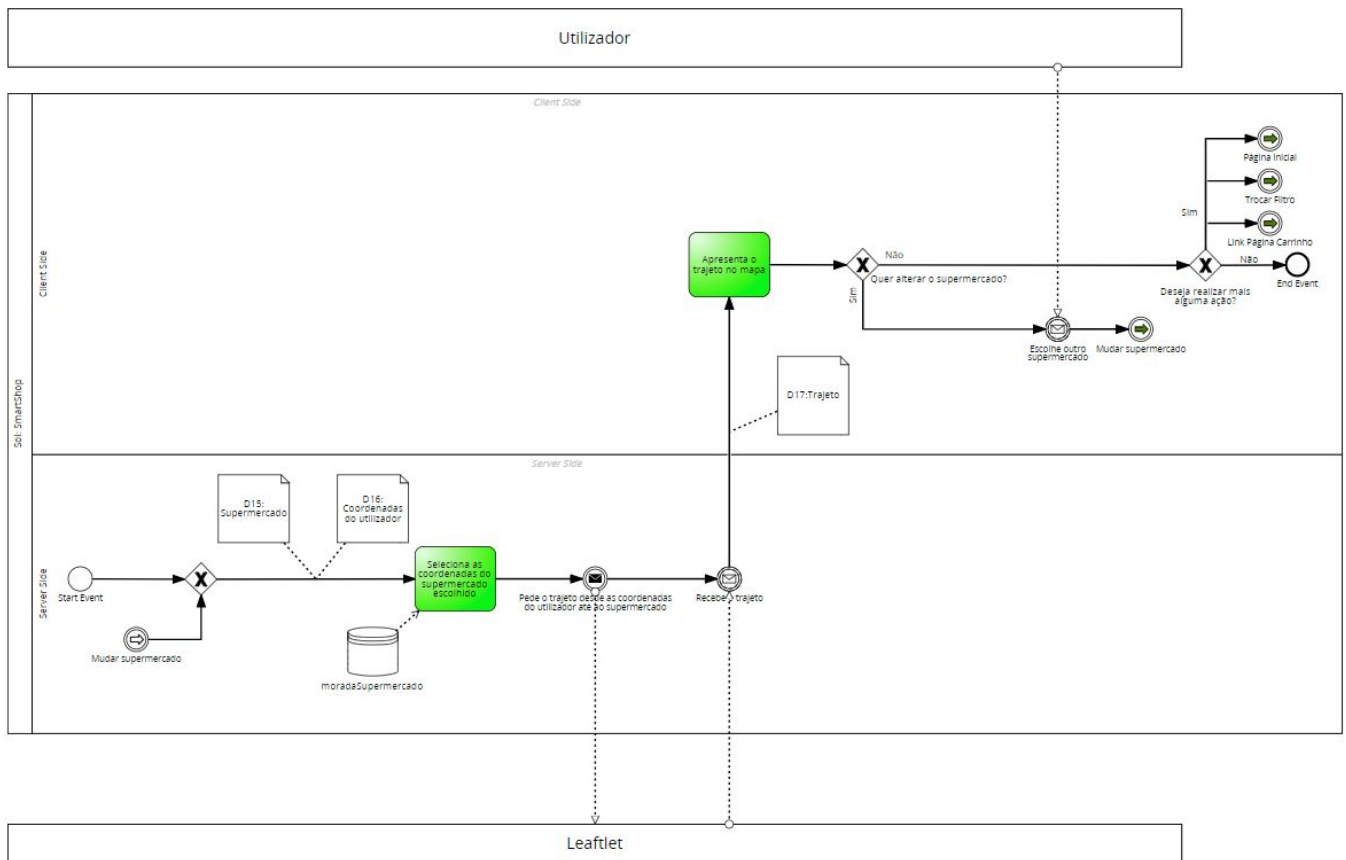 Utilizador
Client Side
Client Side
Sol: SmartShop
Página Inicial
Trocar Filtro
Sim
Link Página Carrinho
Apresenta o
trajeto no mapa
Não
Quer alterar o supermercado?
Sim
Não
Deseja realizar mais
alguma ação?
End Event
Escolhe outro
supermercado
Mudar supermercado
D17:Trajeto
Server Side
Server Side
D15:
Supermercado
D16:
Coordenadas
do utilizador
Start Event
Seleciona as
coordenadas do
supermercado
escolhido
Pede o trajeto desde as coordenadas
do utilizador até ao supermercado
Recebe o trajeto
Mudar supermercado
moradaSupermercado
Leaftlet